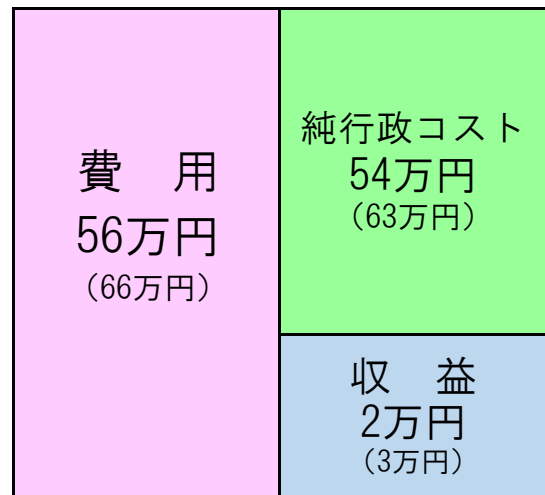 費　用
56万円
（66万円）
純行政コスト
54万円
（63万円）
収　益
2万円
（3万円）